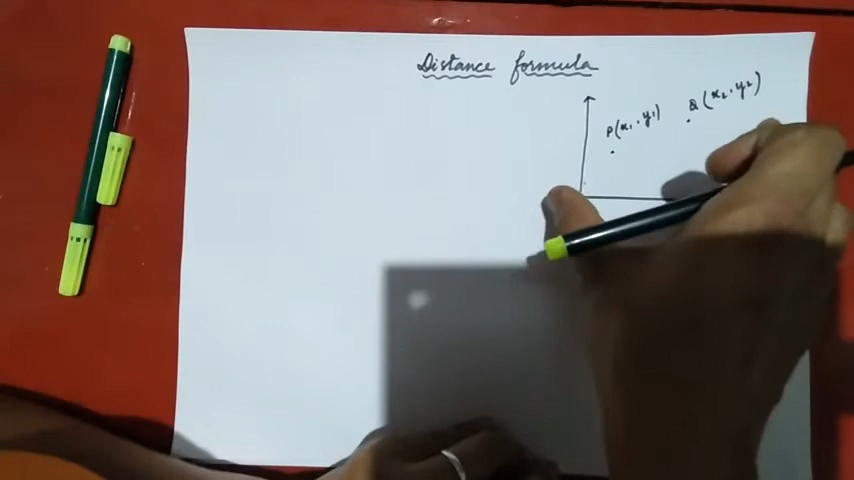 Distance formula
Q(x₂, y₂)
P(x₁, y₁)